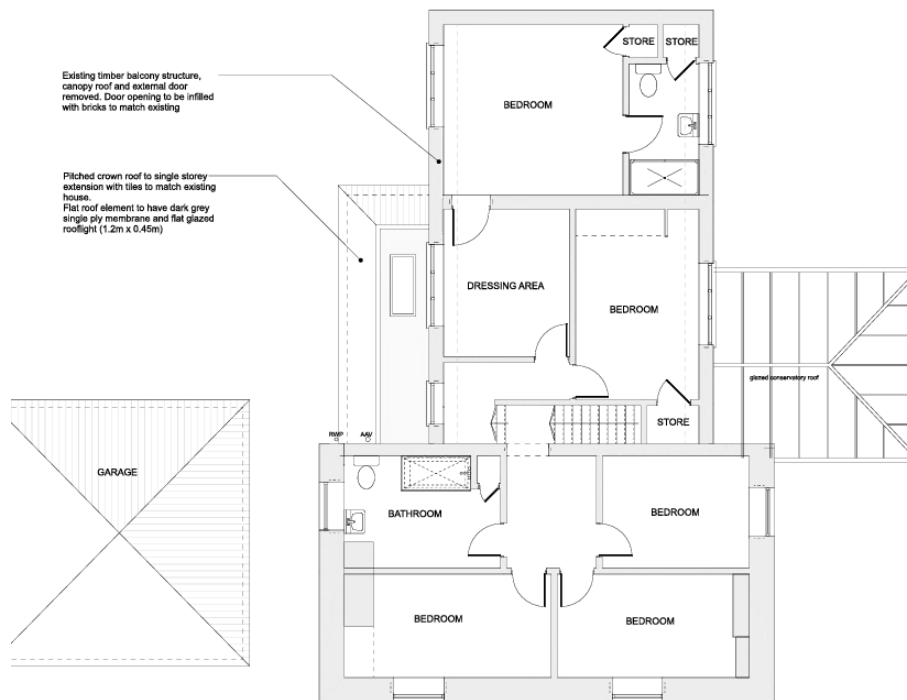 STORE
STORE
Existing timber balcony structure,
canopy roof and external door
removed. Door opening to be infilled
with bricks to match existing
BEDROOM
Pitched crown roof to single storey
extension with tiles to match existing
house.
Flat roof element to have dark grey
single ply membrane and flat glazed
rooflight (1.2m x 0.45m)
DRESSING AREA
BEDROOM
glazed conservatory roof
STORE
RWP
AAV
GARAGE
BATHROOM
BEDROOM
BEDROOM
BEDROOM